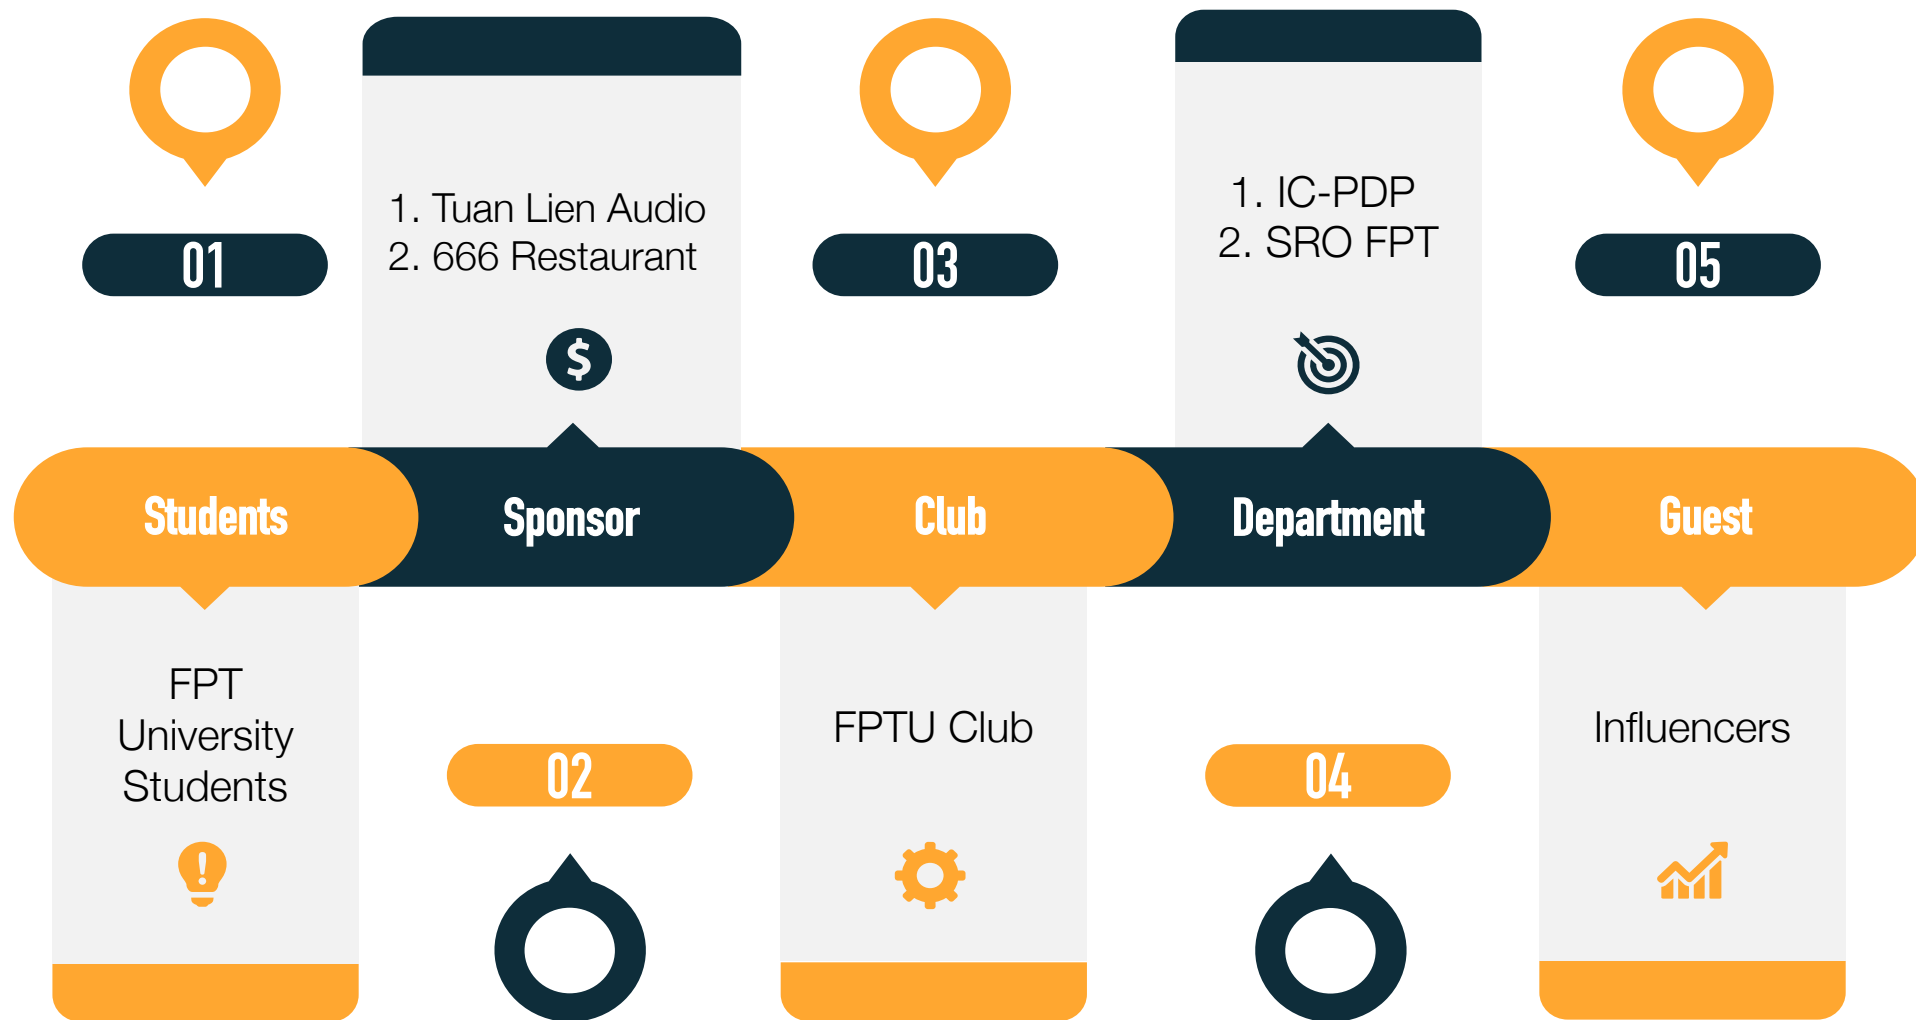 01
1. Tuan Lien Audio
2. 666 Restaurant
03
1. IC-PDP
2. SRO FPT
05
$
Students
Sponsor
Club
Department
Guest
FPT
University
Students
02
FPTU Club
04
Influencers
!